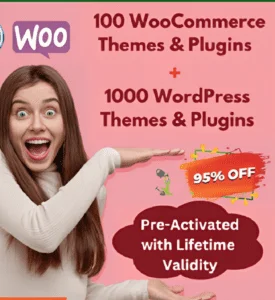 WOO
100 WooCommerce
Themes & Plugins
+
1000 WordPress
Themes & Plugins
95% OFF
Pre-Activated
with Lifetime
Validity